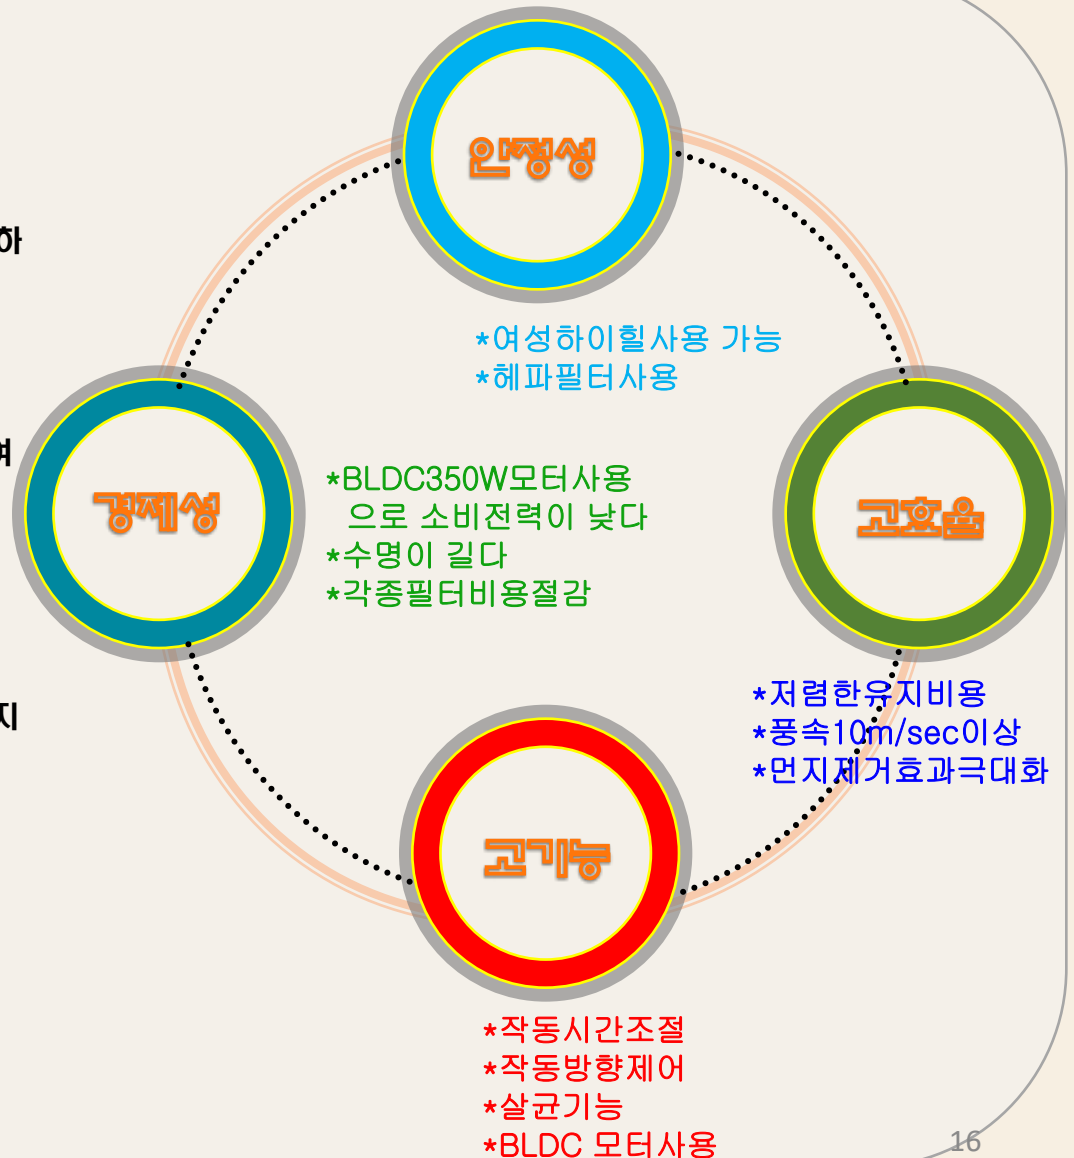 안정성
하
*여성하이힐사용 가능
*헤파필터사용
여
*BLDC350W모터사용
으로 소비전력이 낮다
*수명이 길다
*각종필터비용절감
경제성
고효율
*저렴한유지비용
*풍속10m/sec이상
*먼지제거효과극대화
지
고기능
*작동시간조절
*작동방향제어
*살균기능
*BLDC 모터사용
16